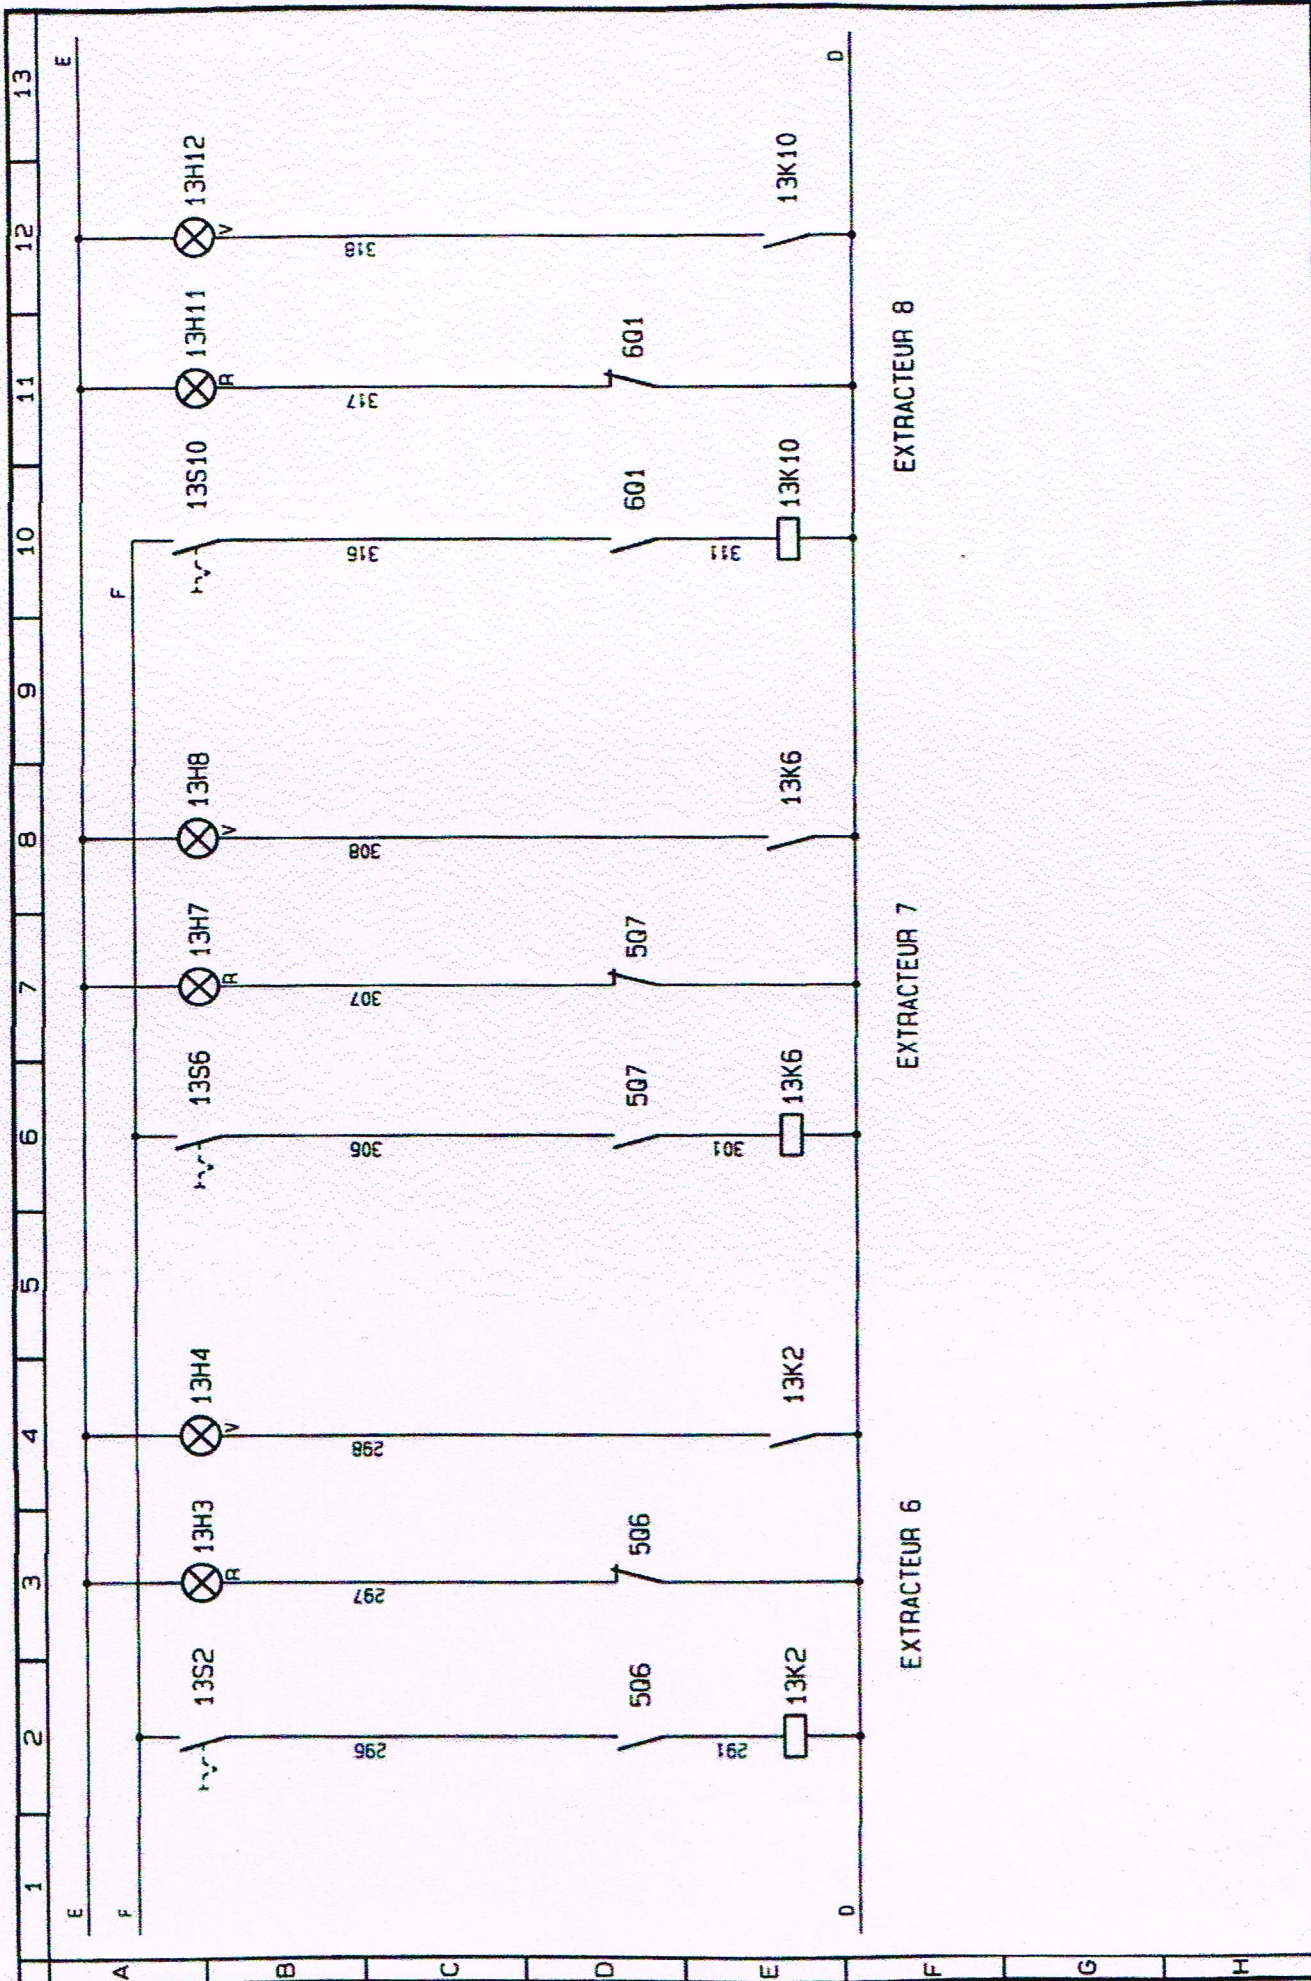 1 2 3 4 5 6 7 8 9 10 11 12 13
E E
F F
A
13S2 13H3 13H4 13S6 13H7 13H8 13S10 13H11 13H12
R V R V R V
B
296 297 298 306 307 308 316 317 318
C
D
5Q6 5Q6 5Q7 5Q7 6Q1 6Q1
291 301 311
E
13K2 13K2 13K6 13K6 13K10 13K10
D D
EXTRACTEUR 6 EXTRACTEUR 7 EXTRACTEUR 8
F
G
H